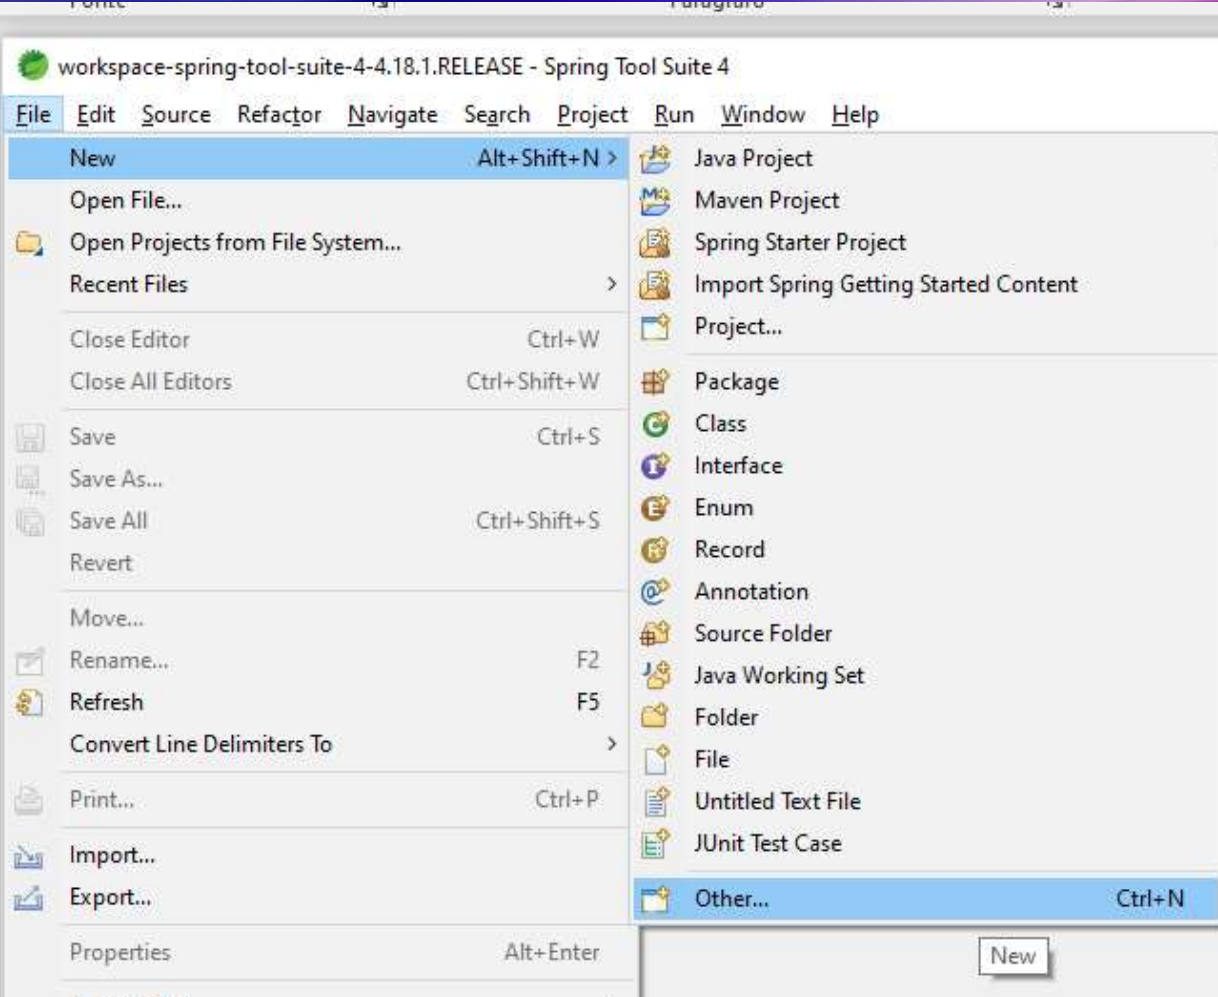 Fonte
Paragrafo
workspace-spring-tool-suite-4-4.18.1.RELEASE - Spring Tool Suite 4
File Edit Source Refactor Navigate Search Project Run Window Help
New Alt+Shift+N >
Open File...
Open Projects from File System...
Recent Files >
Close Editor Ctrl+W
Close All Editors Ctrl+Shift+W
Save Ctrl+S
Save As...
Save All Ctrl+Shift+S
Revert
Move...
Rename... F2
Refresh F5
Convert Line Delimiters To >
Print... Ctrl+P
Import...
Export...
Properties Alt+Enter
Java Project
Maven Project
Spring Starter Project
Import Spring Getting Started Content
Project...
Package
Class
Interface
Enum
Record
Annotation
Source Folder
Java Working Set
Folder
File
Untitled Text File
JUnit Test Case
Other... Ctrl+N
New